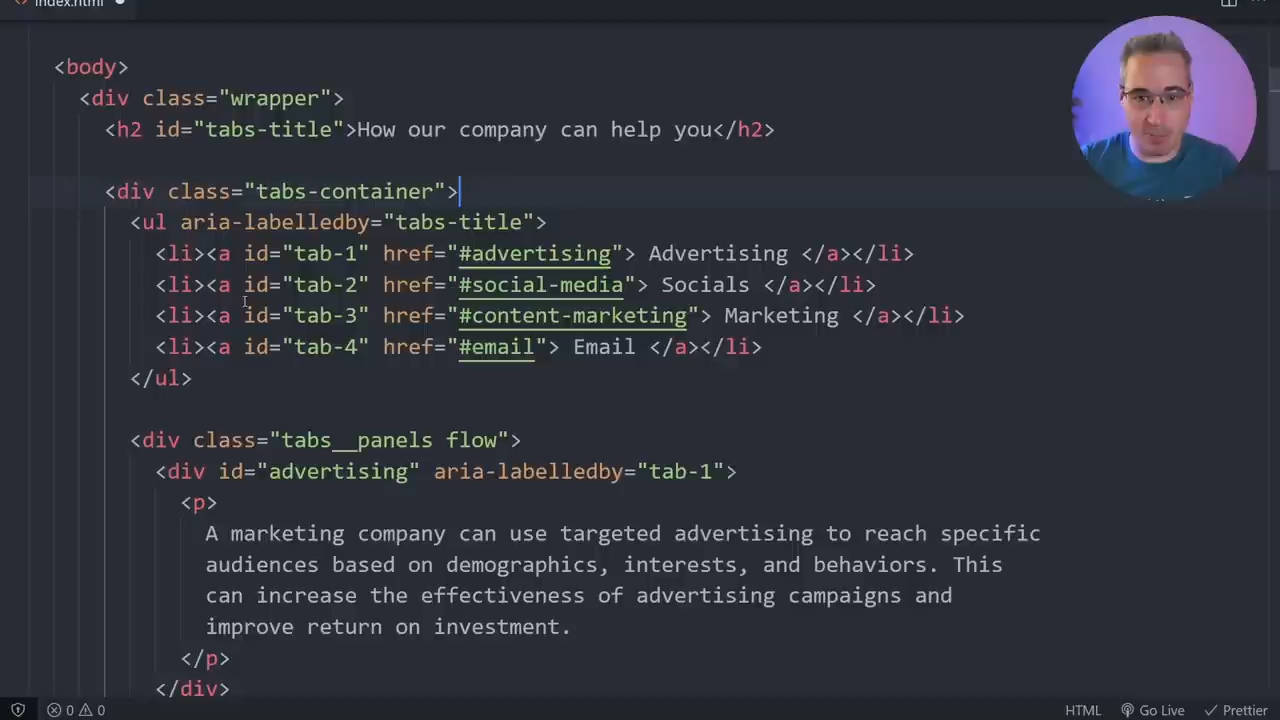 index.html
<body>
<div class="wrapper">
<h2 id="tabs-title">How our company can help you</h2>
<div class="tabs-container">
<ul aria-labelledby="tabs-title">
<li><a id="tab-1" href="#advertising"> Advertising </a></li>
<li><a id="tab-2" href="#social-media"> Socials </a></li>
<li><a id="tab-3" href="#content-marketing"> Marketing </a></li>
<li><a id="tab-4" href="#email"> Email </a></li>
</ul>
<div class="tabs__panels flow">
<div id="advertising" aria-labelledby="tab-1">
<p>
A marketing company can use targeted advertising to reach specific
audiences based on demographics, interests, and behaviors. This
can increase the effectiveness of advertising campaigns and
improve return on investment.
</p>
</div>
0 0 HTML Go Live Prettier